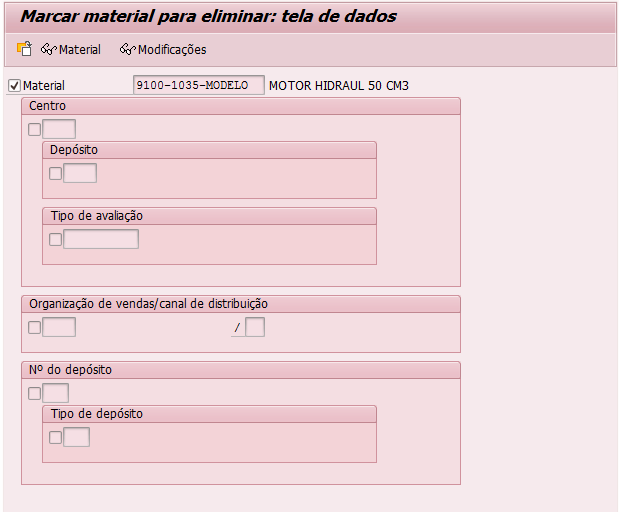 Marcar material para eliminar: tela de dados
Material Modificações
Material 9100-1035-MODELO MOTOR HIDRAUL 50 CM3
Centro
Depósito
Tipo de avaliação
Organização de vendas/canal de distribuição
/
Nº do depósito
Tipo de depósito